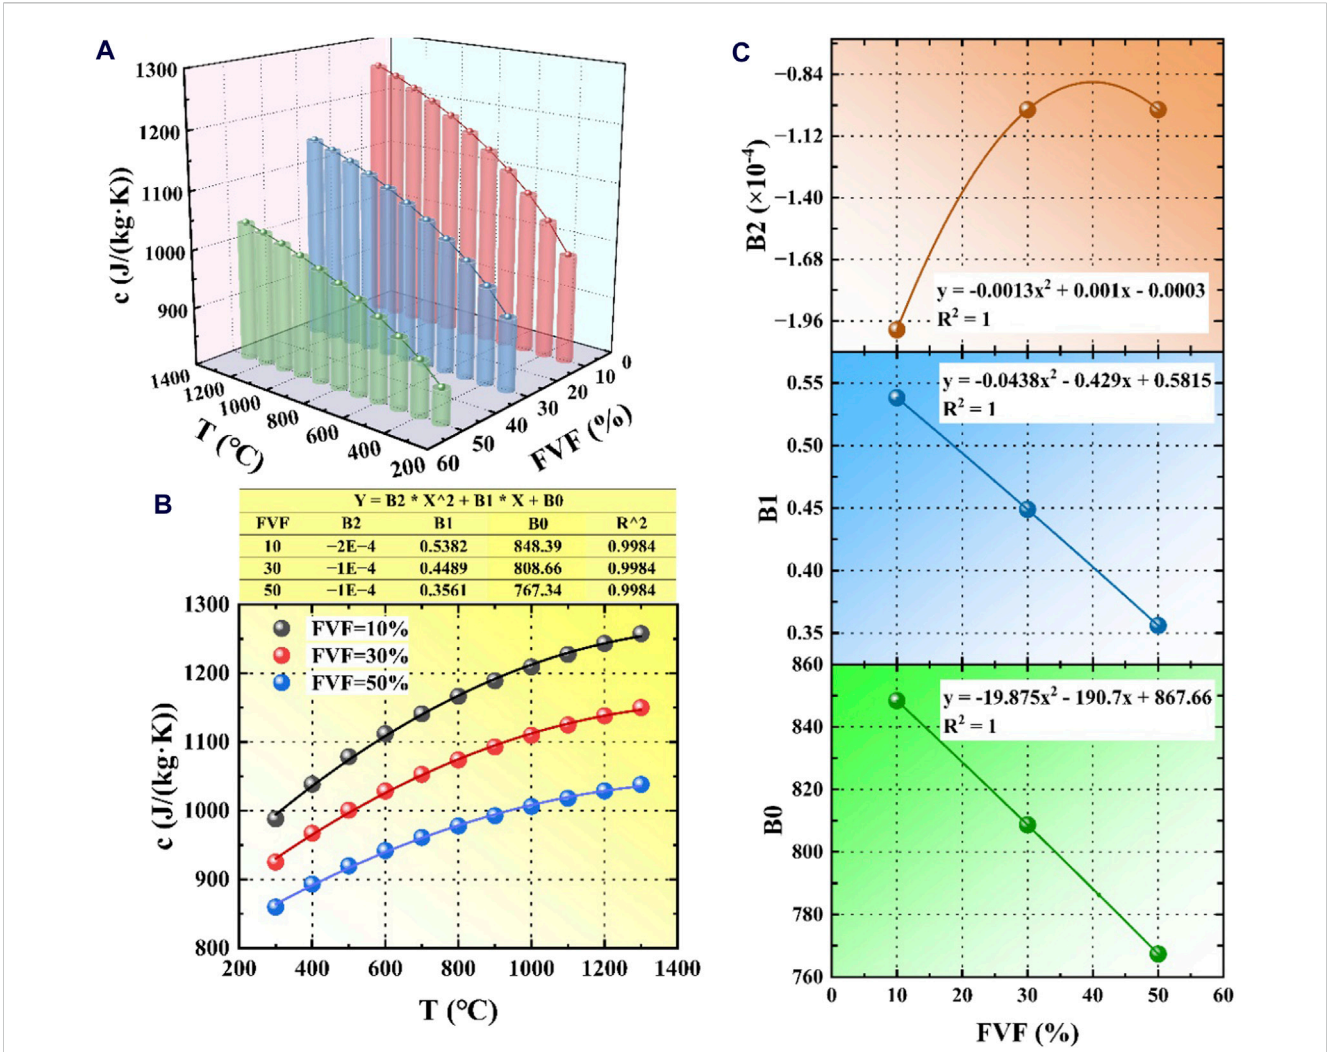 A
1300
1200
1100
1000
900
c (J/(kg·K))
1400
1200
1000
800
600
400
200
T (°C)
0
10
20
30
40
50
60
FVF (%)
B
Y = B2 * X^2 + B1 * X + B0
FVF B2 B1 B0 R^2
10 −2E−4 0.5382 848.39 0.9984
30 −1E−4 0.4489 808.66 0.9984
50 −1E−4 0.3561 767.34 0.9984
1300
1200
1100
1000
900
800
c (J/(kg·K))
FVF=10%
FVF=30%
FVF=50%
200 400 600 800 1000 1200 1400
T (°C)
C
−0.84
−1.12
−1.40
−1.68
−1.96
B2 (×10⁻⁴)
y = -0.0013x² + 0.001x - 0.0003
R² = 1
0.55
0.50
0.45
0.40
0.35
B1
y = -0.0438x² - 0.429x + 0.5815
R² = 1
860
840
820
800
780
760
B0
y = -19.875x² - 190.7x + 867.66
R² = 1
0 10 20 30 40 50 60
FVF (%)